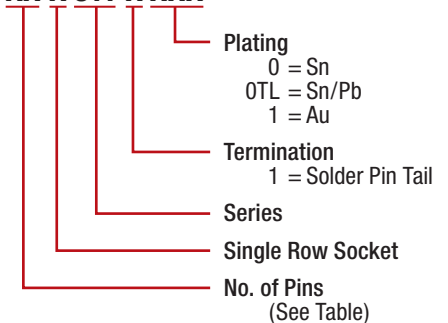 Plating
0 = Sn
0TL = Sn/Pb
1 = Au
Termination
1 = Solder Pin Tail
Series
Single Row Socket
No. of Pins
(See Table)